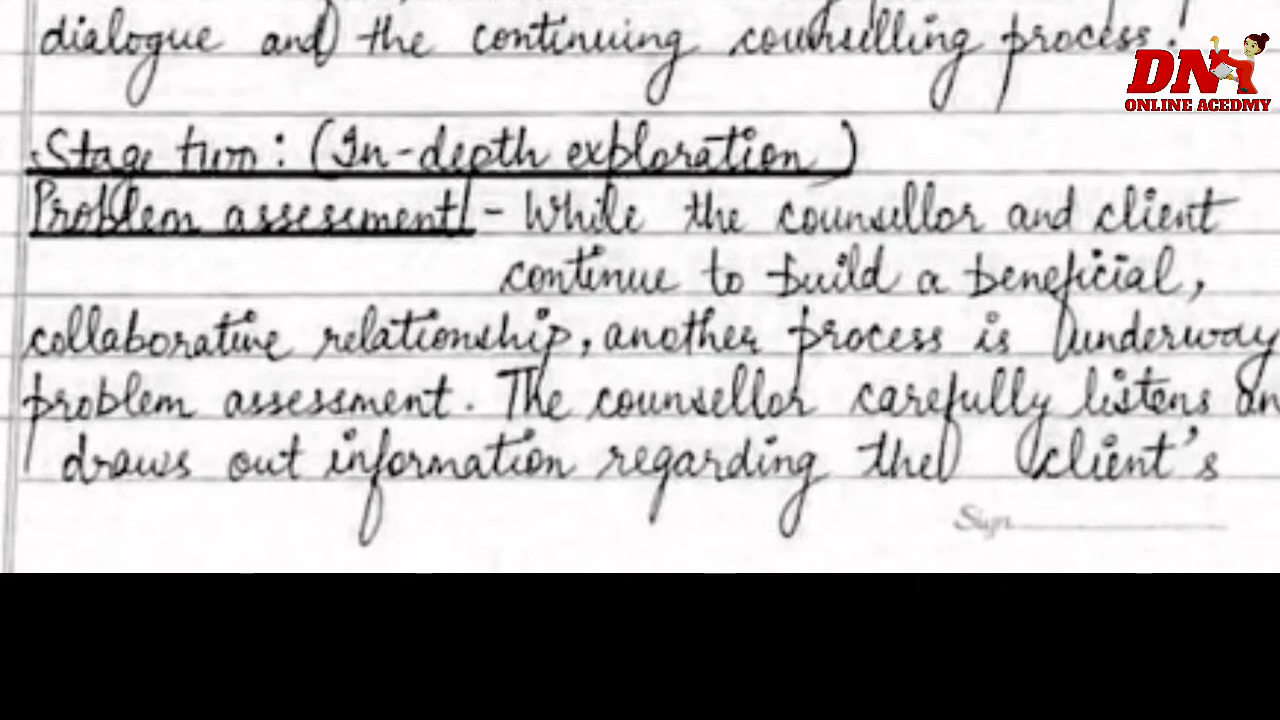 dialogue and the continuing counselling process.
DNA
ONLINE ACEDMY
Stage two: (In-depth exploration)
Problem assessment - While the counsellor and client
continue to build a beneficial,
collaborative relationship, another process is underway
problem assessment. The counsellor carefully listens an
draws out information regarding the client's
Sign